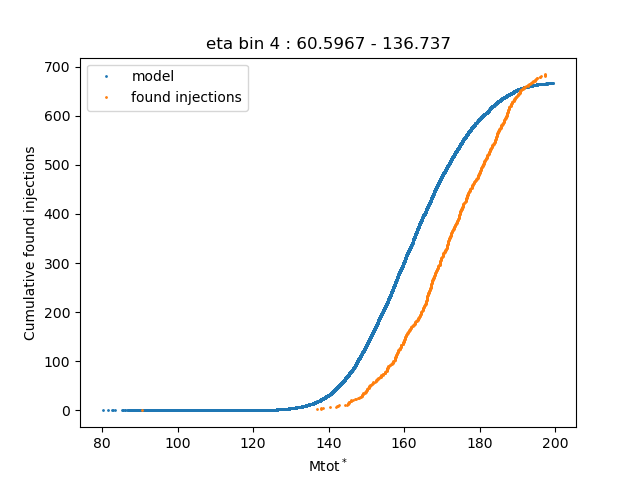 eta bin 4 : 60.5967 - 136.737
model
found injections
Cumulative found injections
700
600
500
400
300
200
100
0
80 100 120 140 160 180 200
Mtot*